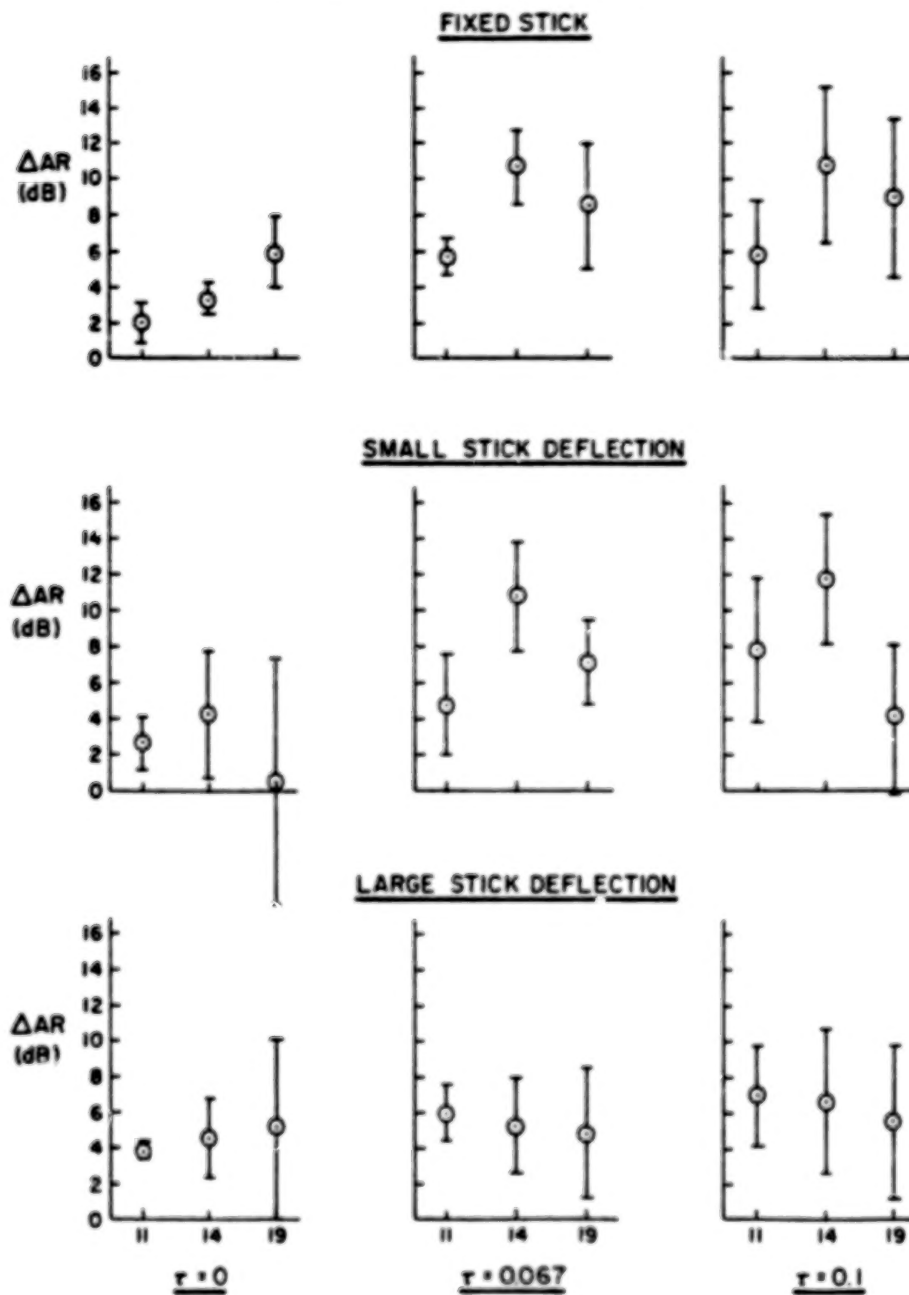 FIXED STICK
16
14
12
10
8
6
4
2
0
ΔAR
(dB)
SMALL STICK DEFLECTION
16
14
12
10
8
6
4
2
0
ΔAR
(dB)
LARGE STICK DEFLECTION
16
14
12
10
8
6
4
2
0
ΔAR
(dB)
11 14 19 11 14 19 11 14 19
τ = 0 τ = 0.067 τ = 0.1